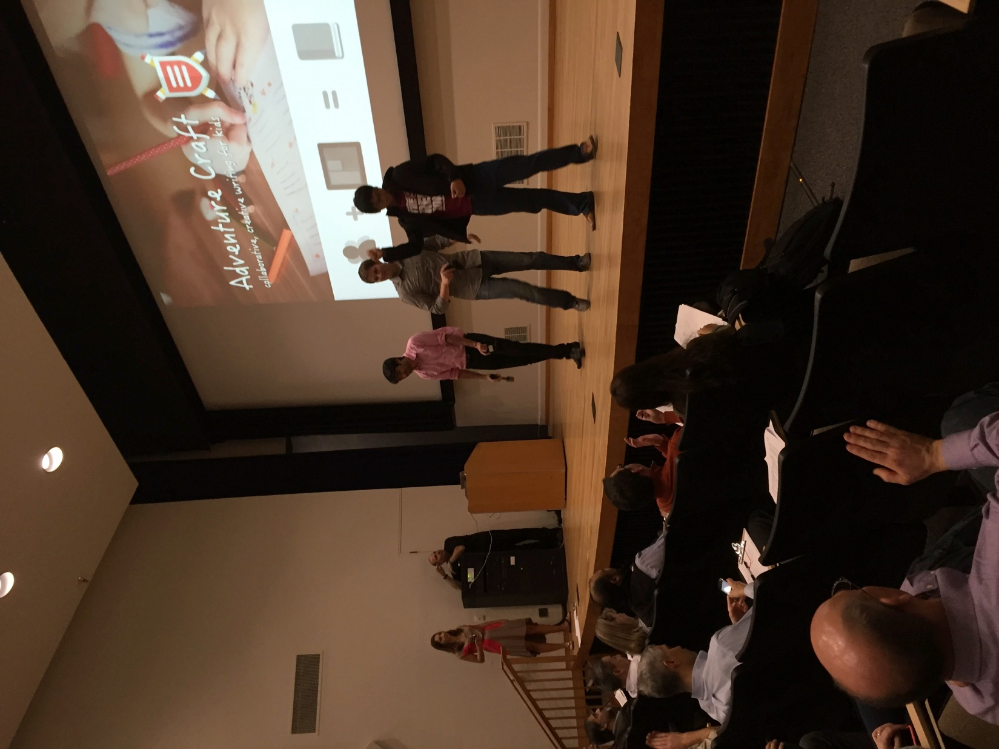 Adventure Craft
collaborative, creative writing for kids
+ =